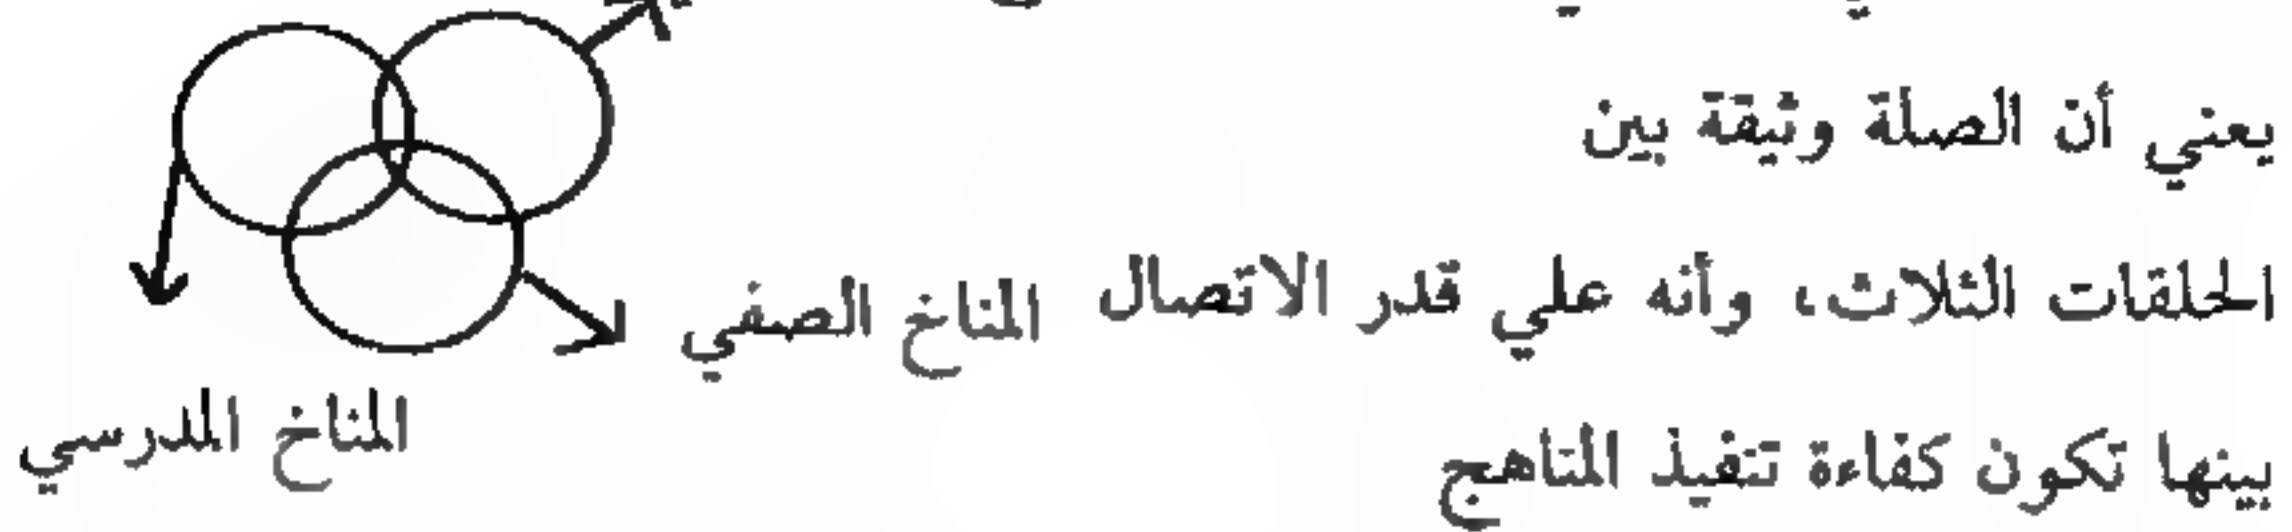 يعني أن الصلة وثيقة بين
الحلقات الثلاث، وأنه علي قدر الاتصال
بينها تكون كفاءة تنفيذ المناهج
المناخ الصفي
المناخ المدرسي